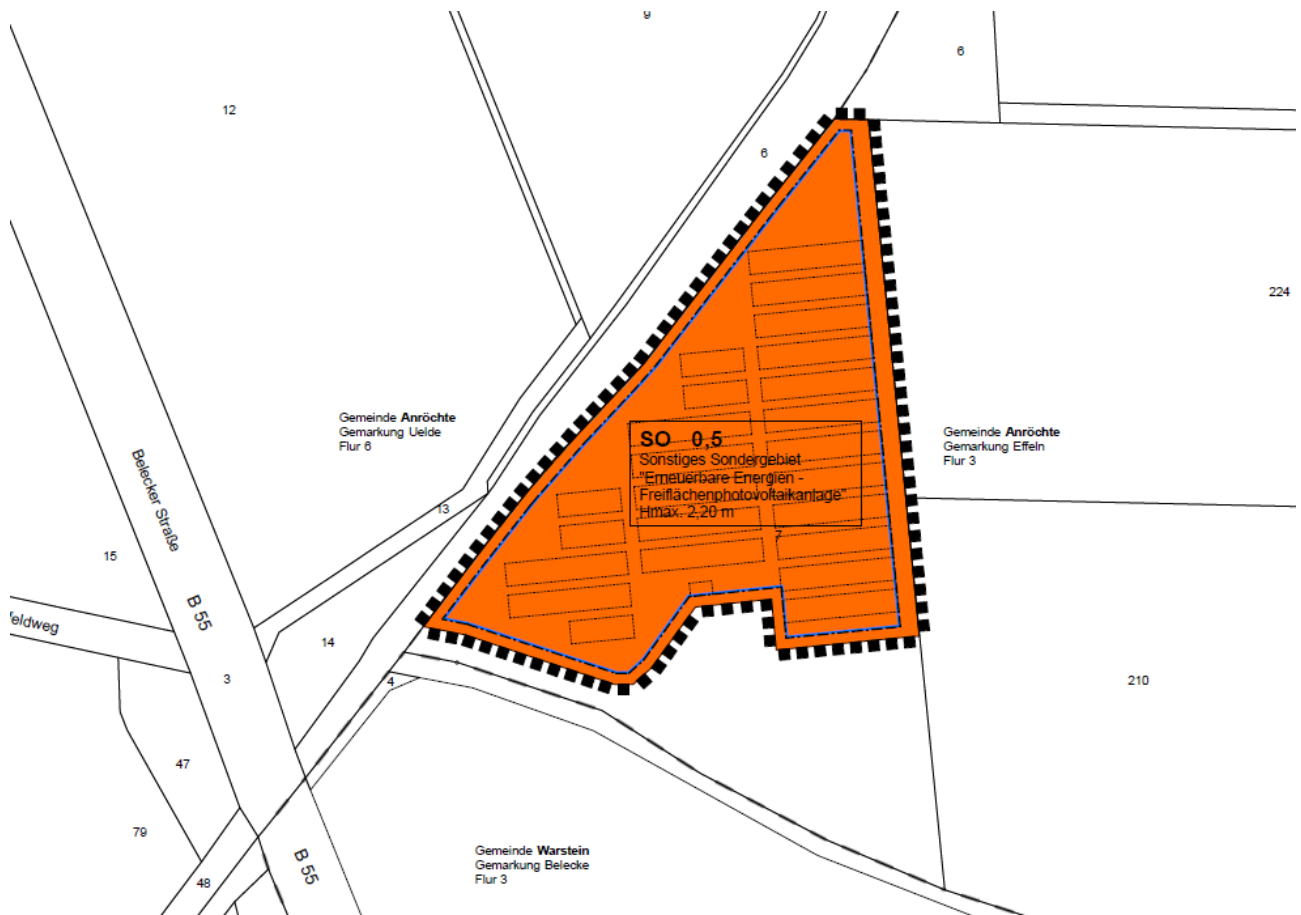 9
6
12
6
224
Gemeinde Anröchte
Gemarkung Uelde
Flur 6
Gemeinde Anröchte
Gemarkung Effeln
Flur 3
SO 0,5
Sonstiges Sondergebiet
"Erneuerbare Energien -
Freiflächenphotovoltaikanlage"
Hmax. 2,20 m
7
13
Belecker Straße
15
B 55
feldweg
14
3
4
210
47
79
48
B 55
Gemeinde Warstein
Gemarkung Belecke
Flur 3